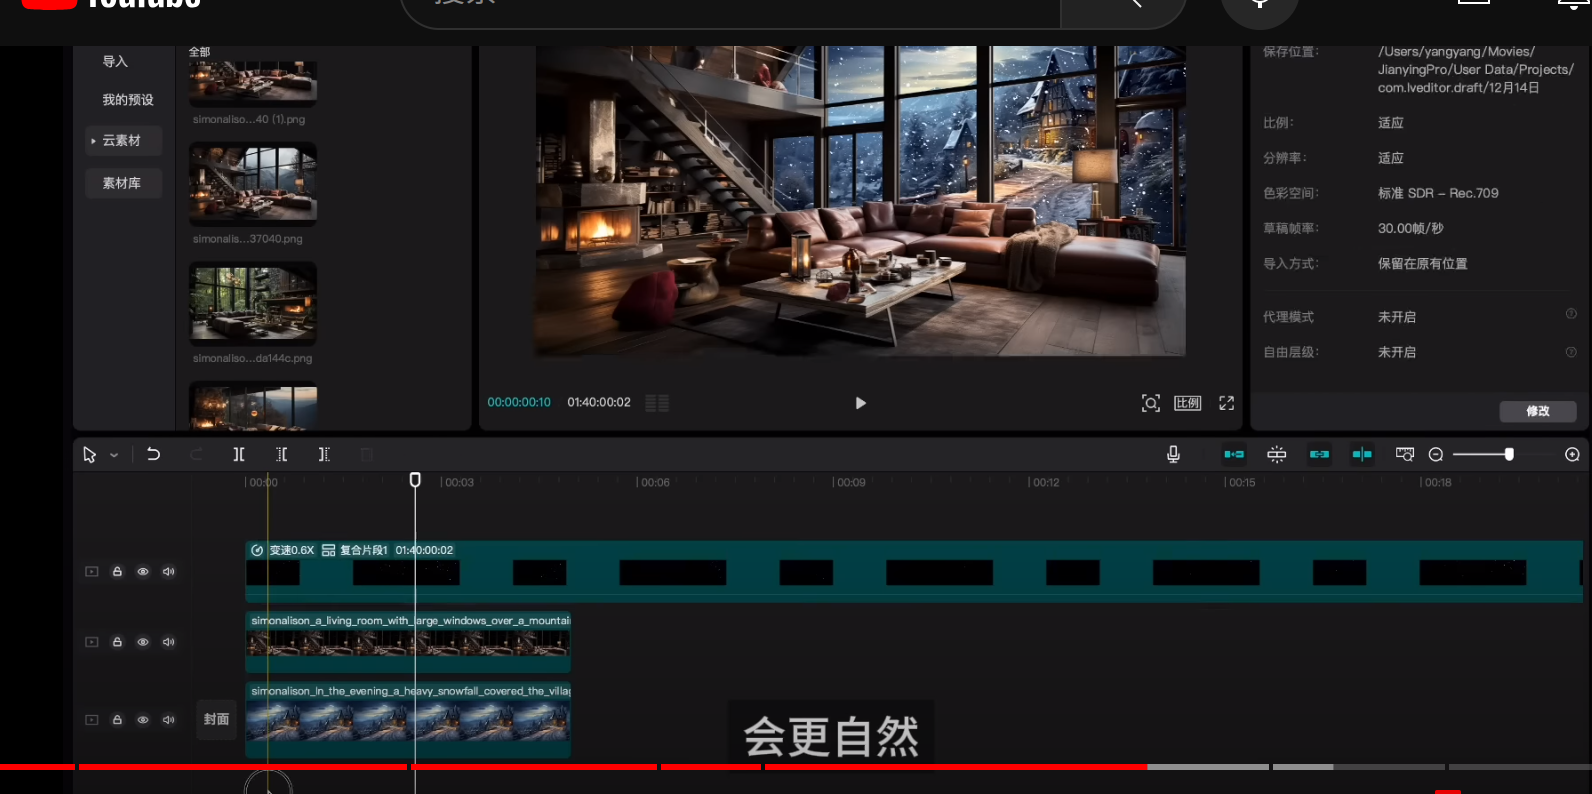 YouTube
搜索
导入
我的预设
云素材
素材库
全部
simonaliso...40 (1).png
simonalis...37040.png
simonaliso...da144c.png
00:00:00:10
01:40:00:02
比例
保存位置:
/Users/yangyang/Movies/
JianyingPro/User Data/Projects/
com.lveditor.draft/12月14日
比例:
适应
分辨率:
适应
色彩空间:
标准 SDR – Rec.709
草稿帧率:
30.00帧/秒
导入方式:
保留在原有位置
代理模式
未开启
自由层级:
未开启
修改
00:00
00:03
00:06
00:09
00:12
00:15
00:18
变速0.6X 复合片段1 01:40:00:02
simonalison_a_living_room_with_large_windows_over_a_mountai
simonalison_In_the_evening_a_heavy_snowfall_covered_the_villa
封面
会更自然